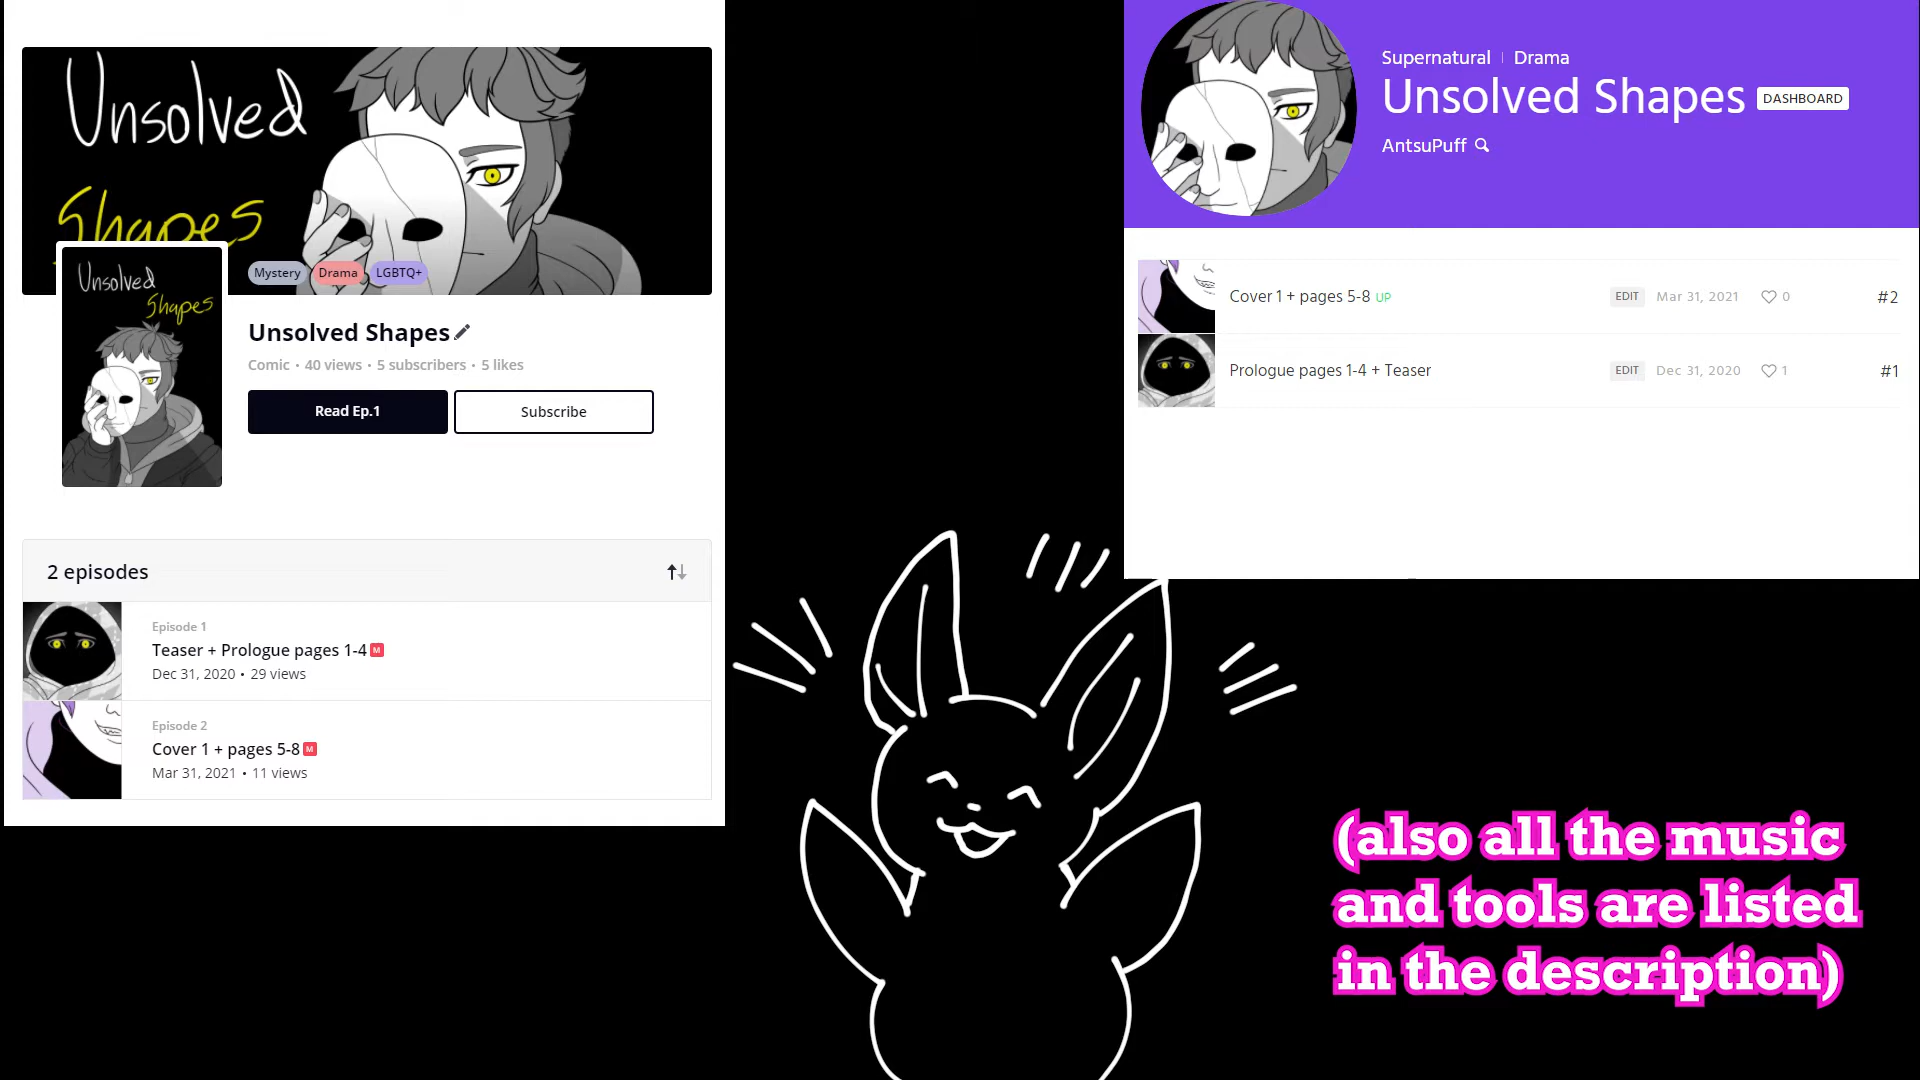 Unsolved
Shapes
Mystery
Drama
LGBTQ+
Unsolved
Shapes
Unsolved Shapes
Comic • 40 views • 5 subscribers • 5 likes
Read Ep.1
Subscribe
2 episodes
Episode 1
Teaser + Prologue pages 1-4 M
Dec 31, 2020 • 29 views
Episode 2
Cover 1 + pages 5-8 M
Mar 31, 2021 • 11 views
Supernatural | Drama
Unsolved Shapes DASHBOARD
AntsuPuff
Cover 1 + pages 5-8 UP EDIT Mar 31, 2021 0 #2
Prologue pages 1-4 + Teaser EDIT Dec 31, 2020 1 #1
(also all the music
and tools are listed
in the description)